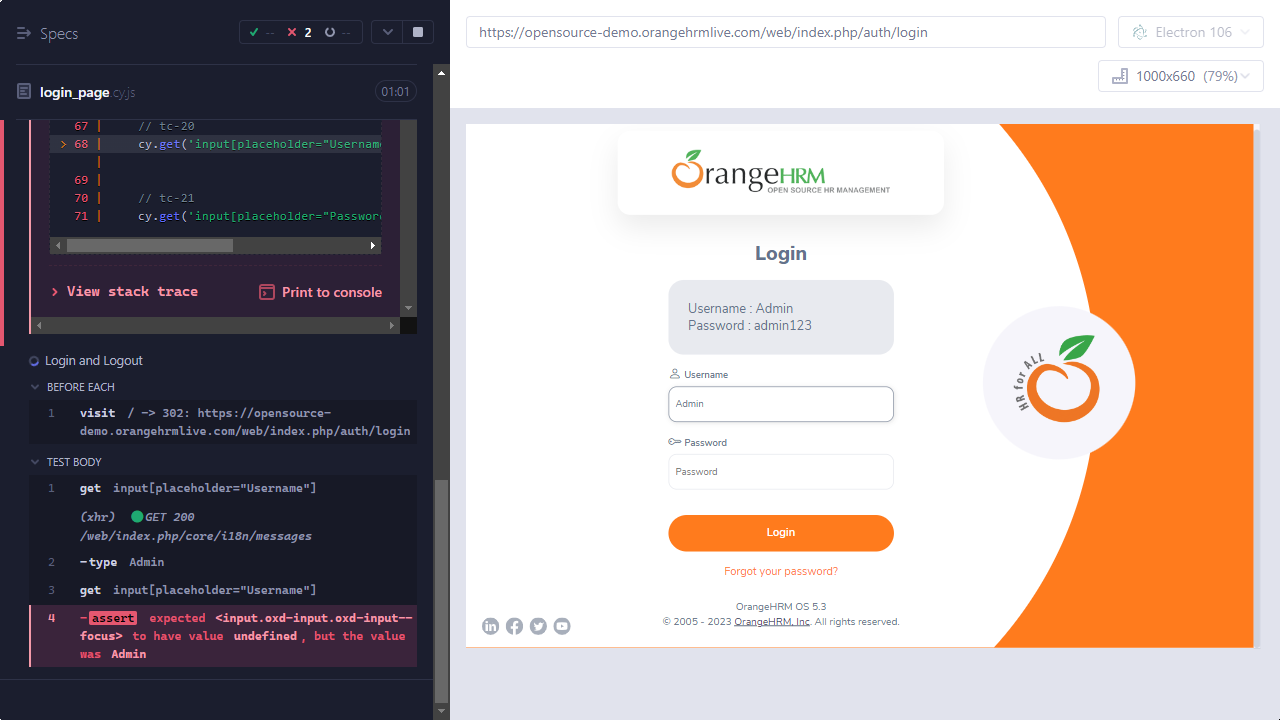 Specs
-- 2 --
login_page cy.js
01:01
67 | // tc-20
> 68 | cy.get('input[placeholder="Username
|
69 |
70 | // tc-21
71 | cy.get('input[placeholder="Password
> View stack trace
Print to console
Login and Logout
BEFORE EACH
1 visit / -> 302: https://opensource-
demo.orangehrmlive.com/web/index.php/auth/login
TEST BODY
1 get input[placeholder="Username"]
(xhr) GET 200
/web/index.php/core/i18n/messages
2 -type Admin
3 get input[placeholder="Username"]
4 -assert expected <input.oxd-input.oxd-input--
focus> to have value undefined, but the value
was Admin
https://opensource-demo.orangehrmlive.com/web/index.php/auth/login
Electron 106
1000x660 (79%)
OrangeHRM
OPEN SOURCE HR MANAGEMENT
Login
Username : Admin
Password : admin123
Username
Admin
Password
Password
Login
Forgot your password?
OrangeHRM OS 5.3
© 2005 - 2023 OrangeHRM, Inc. All rights reserved.
HR for ALL